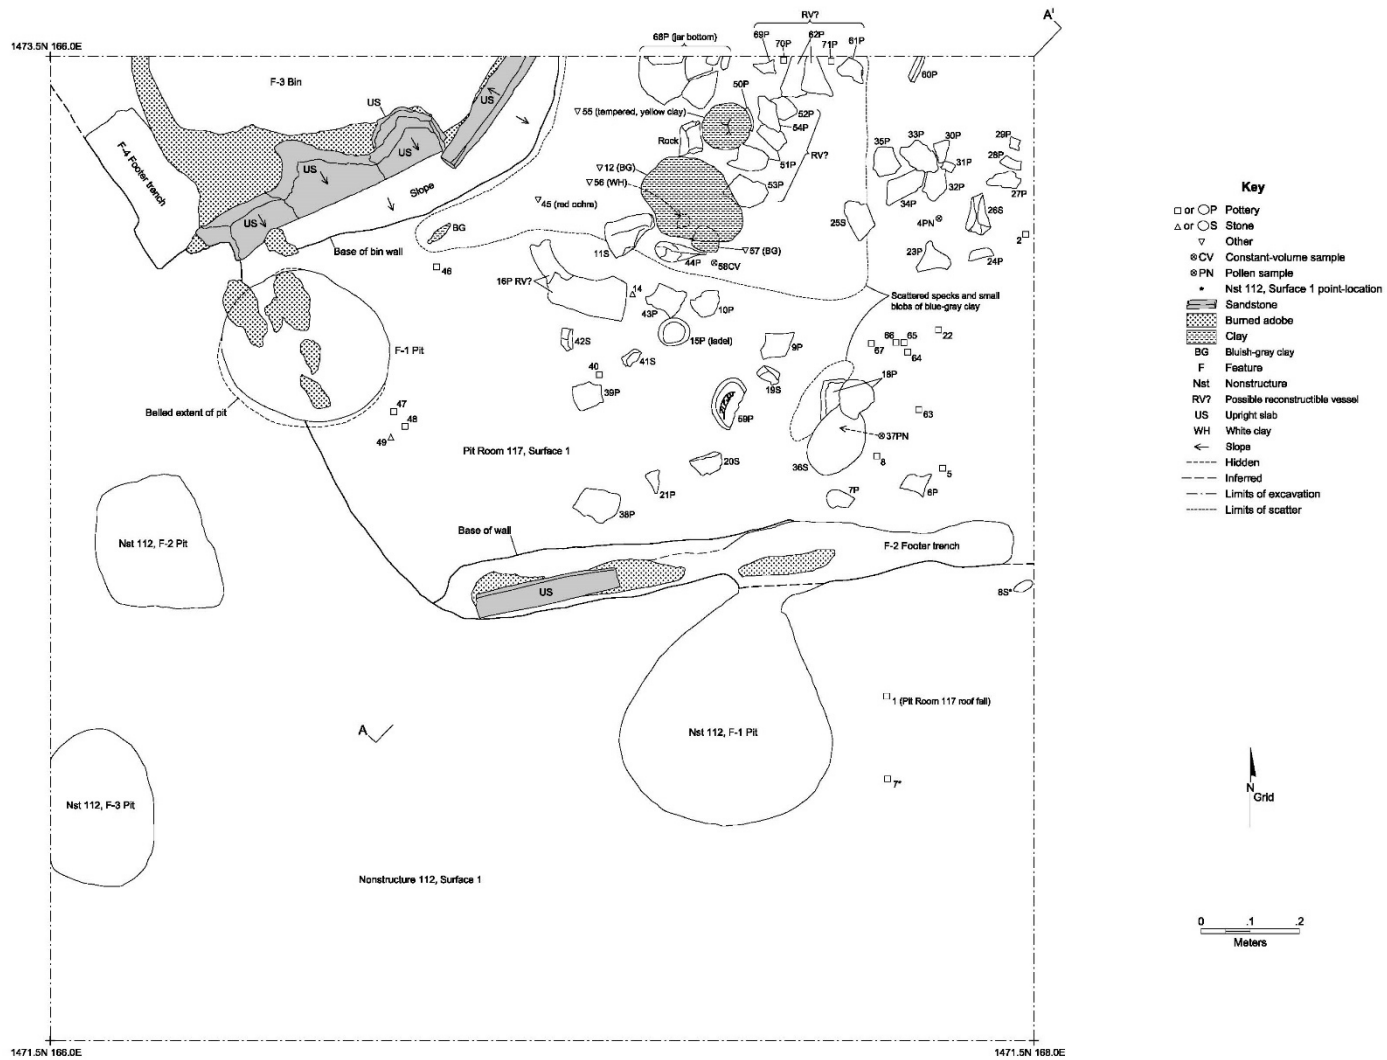 A'
RV?
69P
70P
62P
71P
61P
68P (jar bottom)
1473.5N 166.0E
F-3 Bin
US
50P
60P
US
55 (tempered, yellow clay)
52P
54P
Rock
RV?
51P
US
US
F-4 Footer trench
12 (BG)
56 (WH)
53P
33P
30P
29P
35P
31P
28P
32P
27P
34P
Slope
45 (red ochre)
25S
4PN
26S
US
BG
2
Base of bin wall
11S
57 (BG)
44P
58CV
23P
24P
46
16P RV?
14
43P
10P
Scattered specks and small
blobs of blue-gray clay
15P (ladel)
F-1 Pit
42S
41S
9P
66
65
22
67
64
40
39P
19S
18P
Belled extent of pit
47
48
49
59P
63
37PN
Pit Room 117, Surface 1
20S
36S
8
5
21P
38P
7P
6P
Base of wall
F-2 Footer trench
Nst 112, F-2 Pit
US
8S*
1 (Pit Room 117 roof fall)
A
Nst 112, F-1 Pit
7*
Nst 112, F-3 Pit
Nonstructure 112, Surface 1
1471.5N 166.0E
1471.5N 168.0E
Key
or P Pottery
or S Stone
Other
CV Constant-volume sample
PN Pollen sample
* Nst 112, Surface 1 point-location
Sandstone
Burned adobe
Clay
BG Bluish-gray clay
F Feature
Nst Nonstructure
RV? Possible reconstructible vessel
US Upright slab
WH White clay
Slope
Hidden
Inferred
Limits of excavation
Limits of scatter
N
Grid
0 .1 .2
Meters